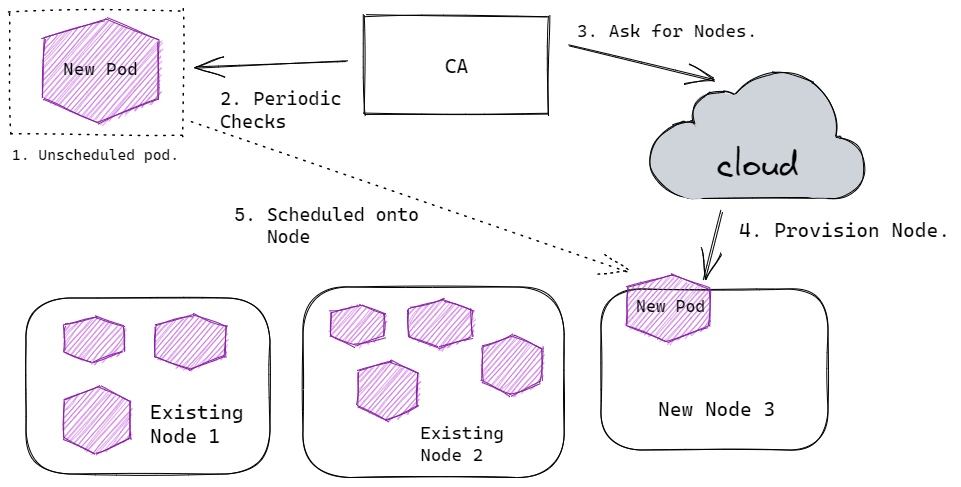 New Pod
1. Unscheduled pod.
CA
2. Periodic
Checks
3. Ask for Nodes.
cloud
4. Provision Node.
5. Scheduled onto
Node
Existing
Node 1
Existing
Node 2
New Pod
New Node 3